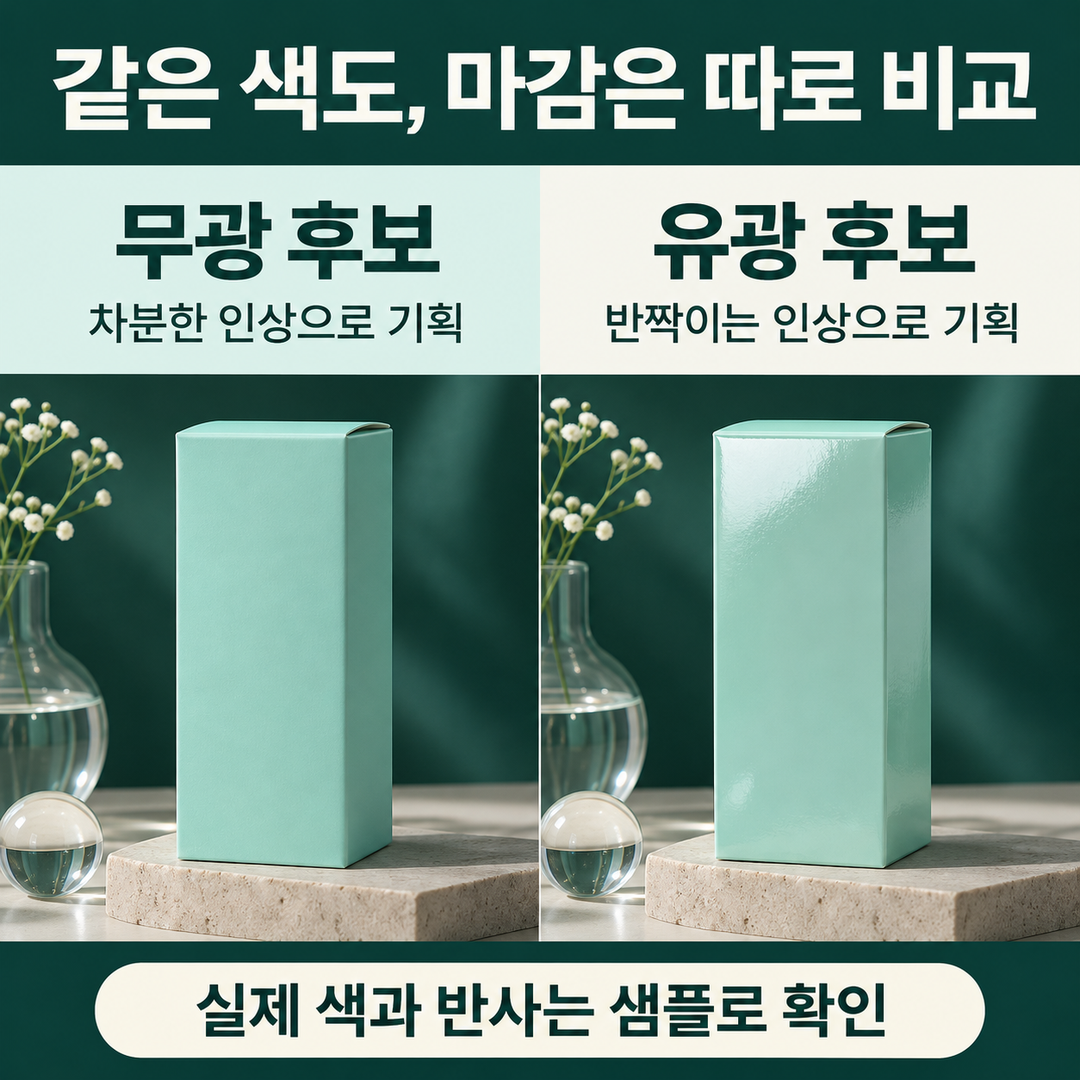 같은 색도, 마감은 따로 비교
무광 후보
차분한 인상으로 기획
유광 후보
반짝이는 인상으로 기획
실제 색과 반사는 샘플로 확인